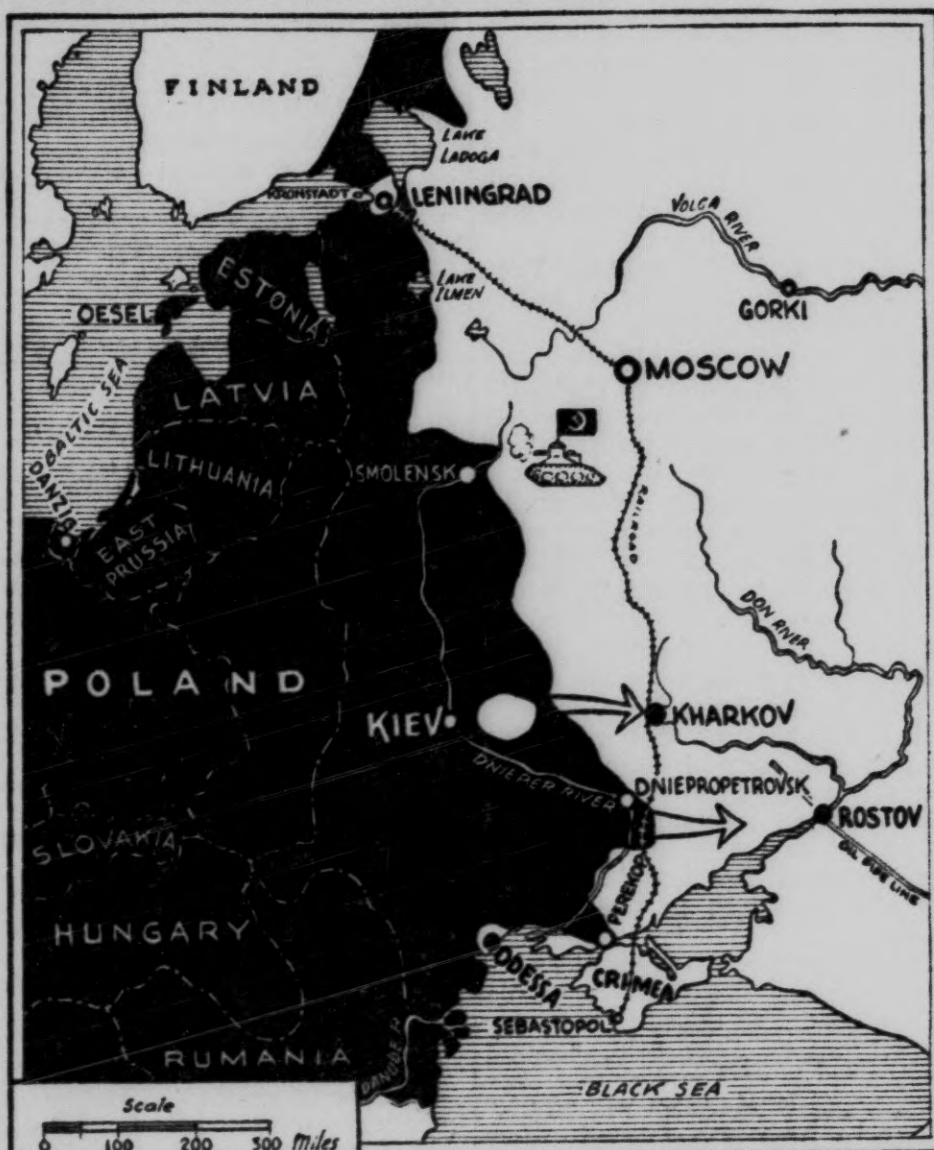 FINLAND
LAKE
LADOGA
KRONSTADT
LENINGRAD
VOLGA RIVER
ESTONIA
LAKE
ILMEN
GORKI
OESEL
MOSCOW
BALTIC SEA
LATVIA
LITHUANIA
SMOLENSK
DANZIG
EAST
PRUSSIA
RAILROAD
DON RIVER
POLAND
KIEV
KHARKOV
DNIEPER RIVER
DNIEPROPETROVSK
ROSTOV
SLOVAKIA
OIL PIPE LINE
PEREKOP
HUNGARY
ODESSA
CRIMEA
SEBASTOPOL
RUMANIA
DANUBE R
BLACK SEA
Scale
0 100 200 300 Miles